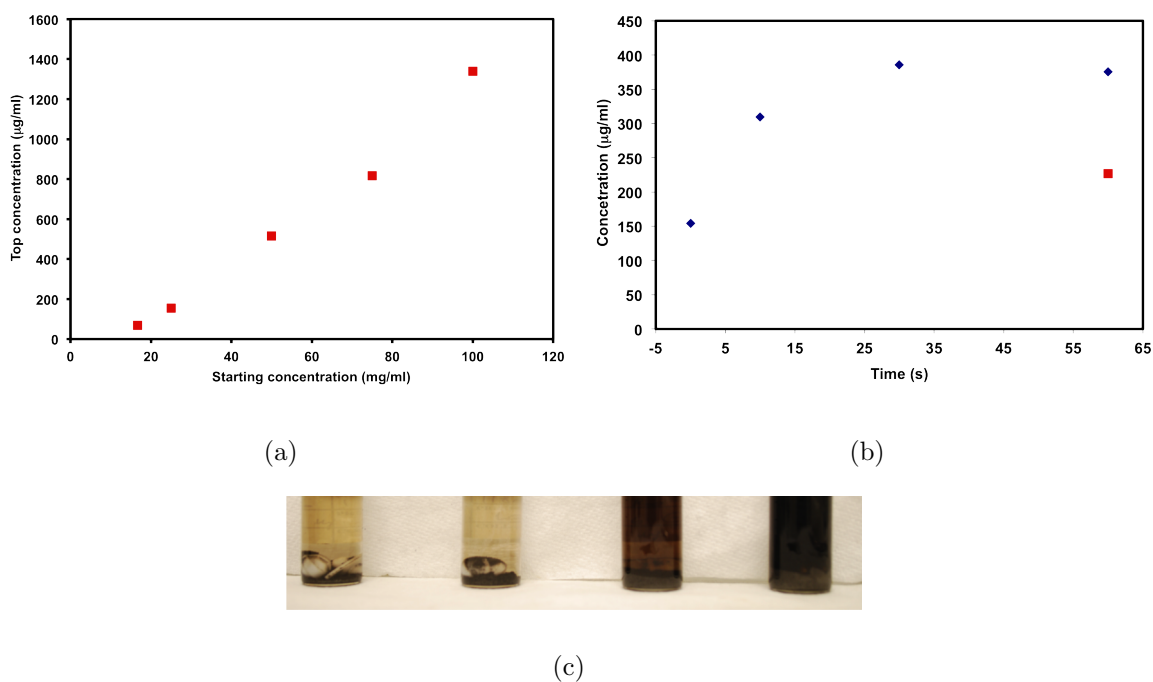 1600
1400
1200
1000
800
600
400
200
0
0 20 40 60 80 100 120
Top concentration (µg/ml)
Starting concentration (mg/ml)
(a)
450
400
350
300
250
200
150
100
50
0
-5 5 15 25 35 45 55 65
Concetration (µg/ml)
Time (s)
(b)
(c)